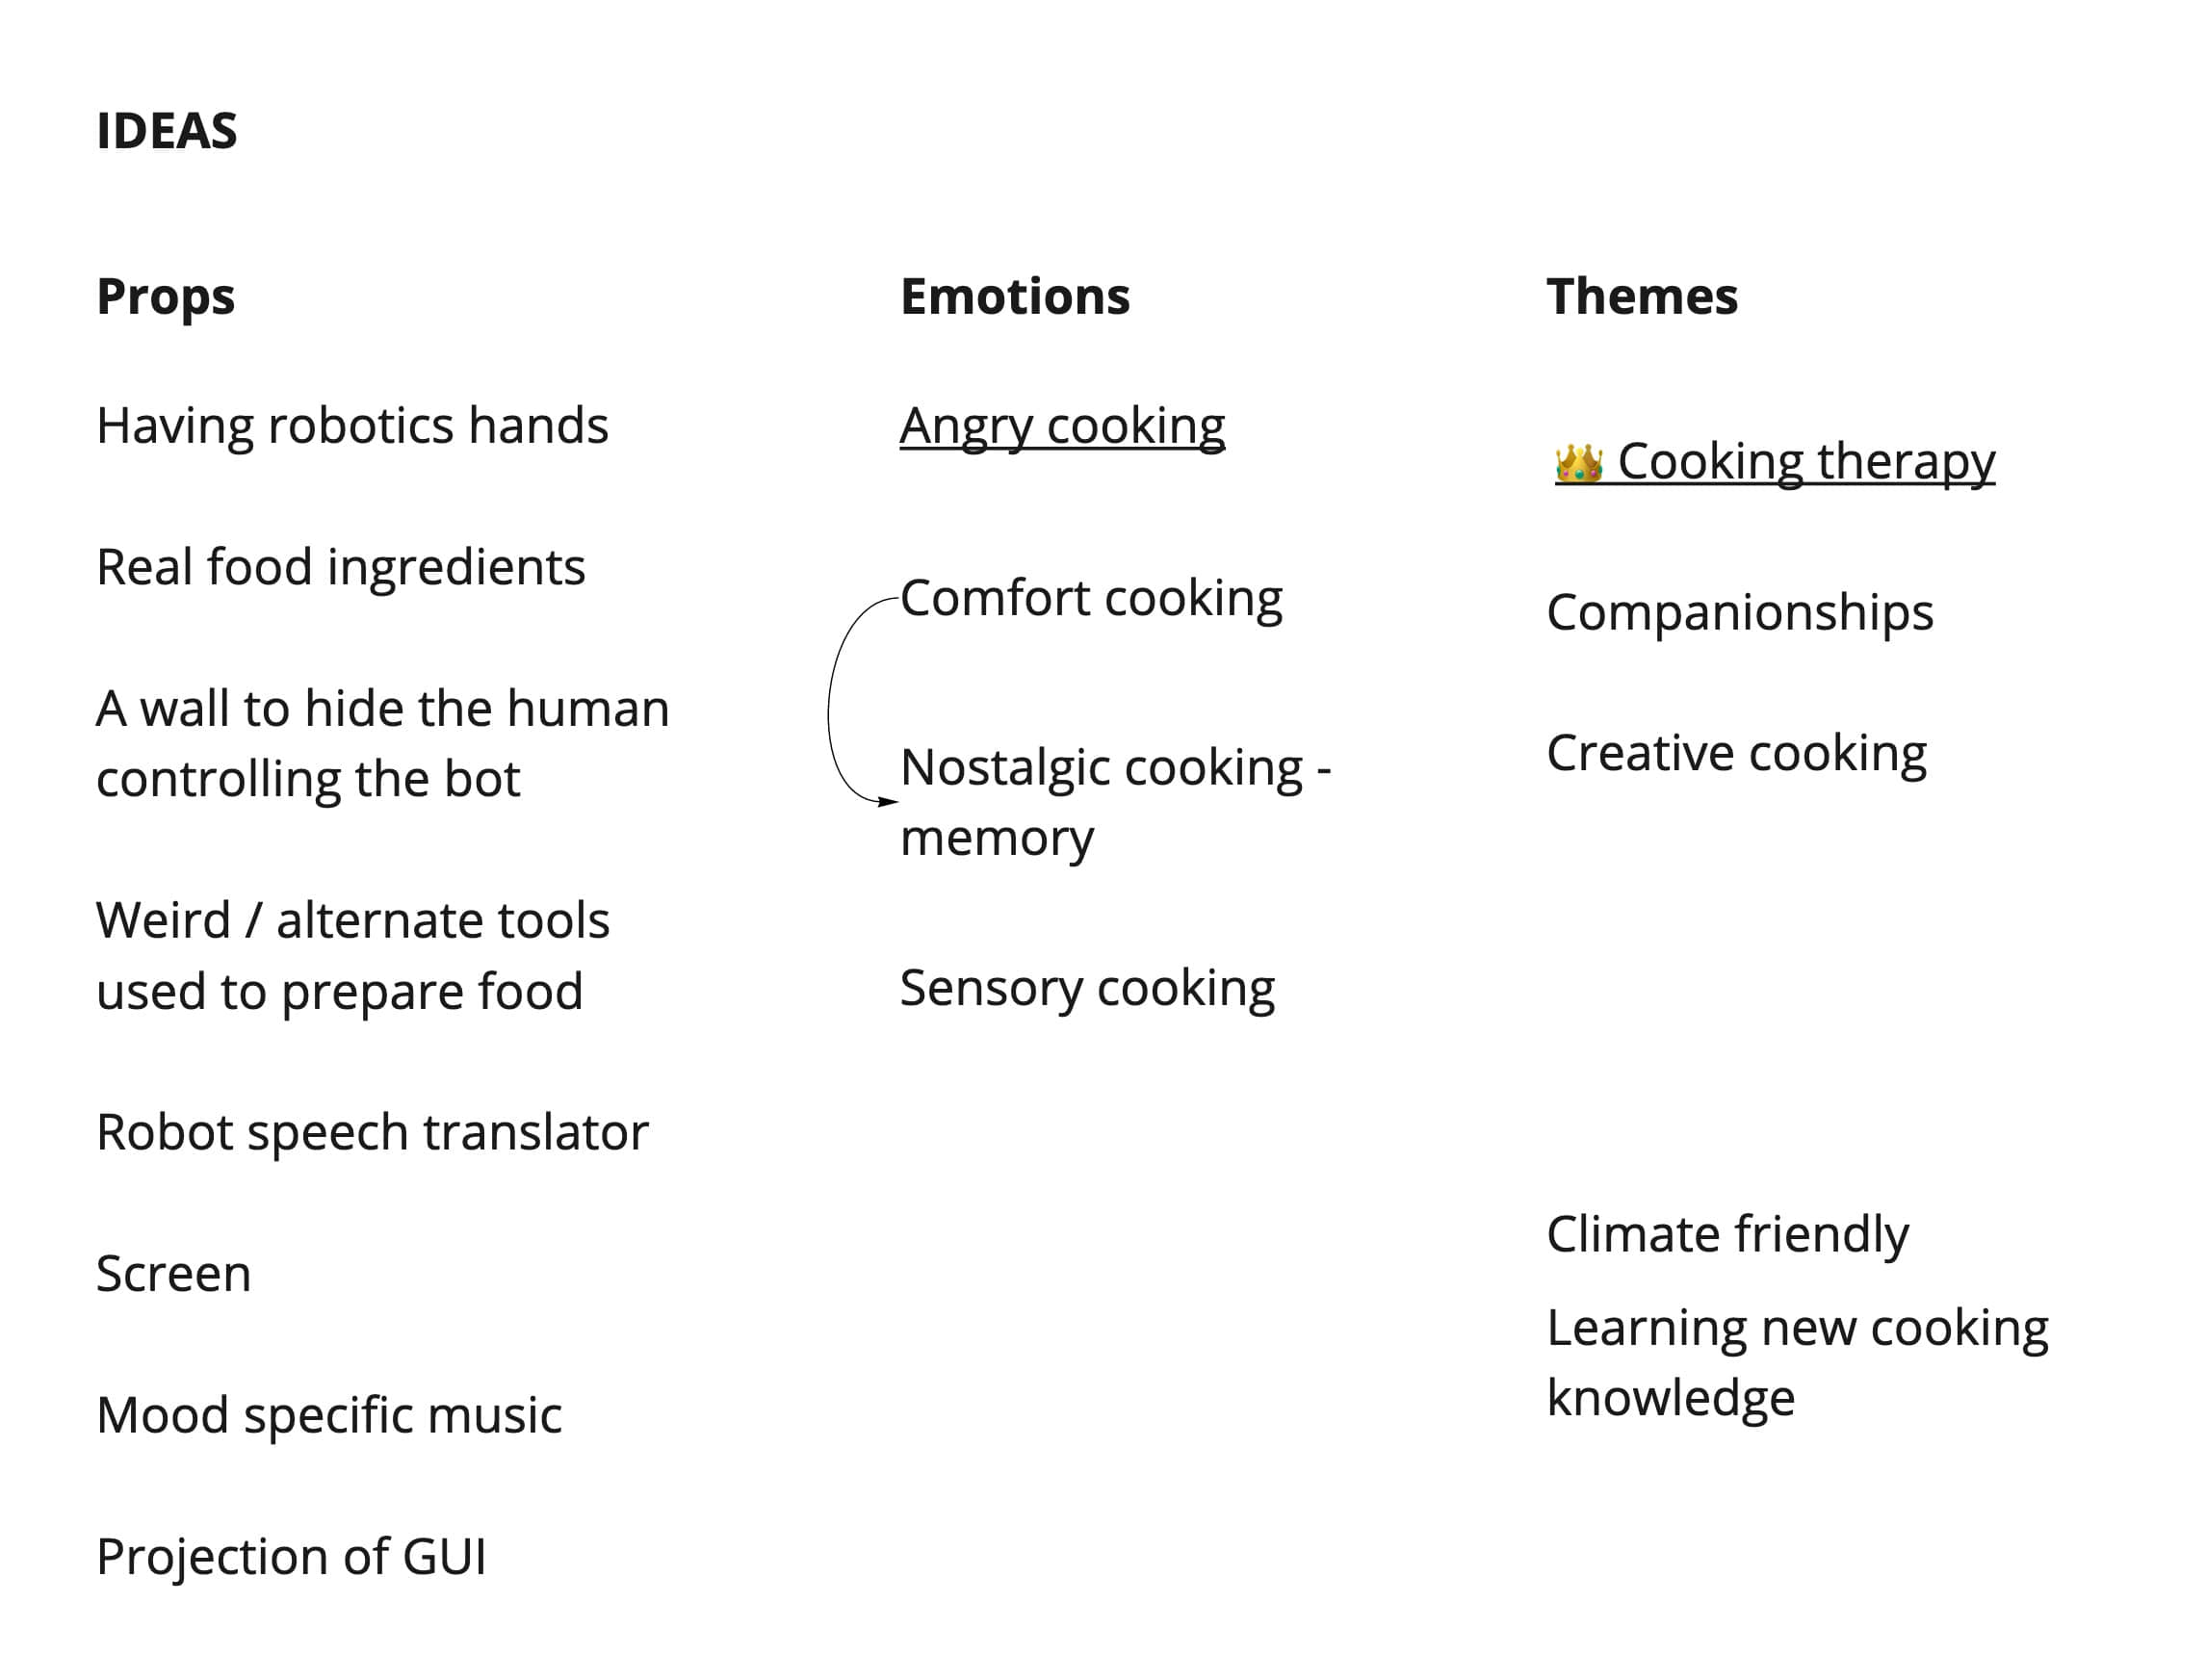 IDEAS
Props
Having robotics hands
Real food ingredients
A wall to hide the human
controlling the bot
Weird / alternate tools
used to prepare food
Robot speech translator
Screen
Mood specific music
Projection of GUI
Emotions
Angry cooking
Comfort cooking
Nostalgic cooking -
memory
Sensory cooking
Themes
👑 Cooking therapy
Companionships
Creative cooking
Climate friendly
Learning new cooking
knowledge